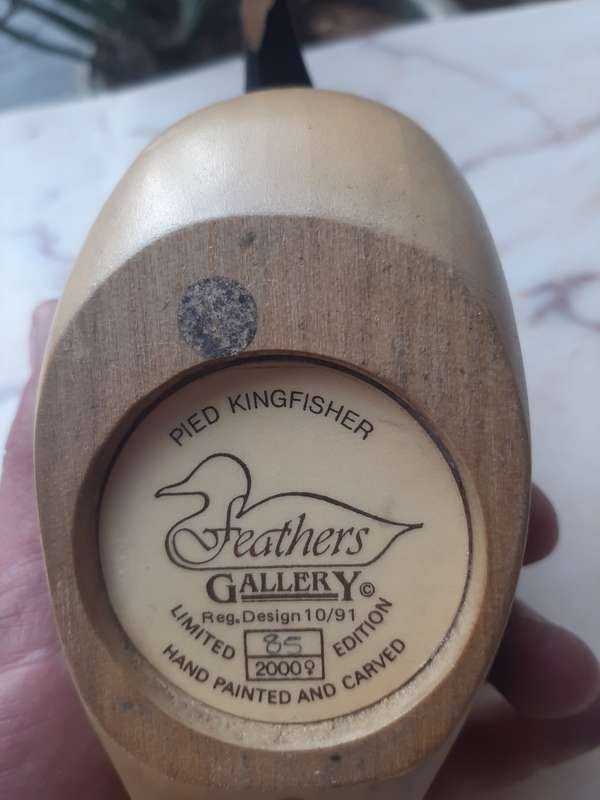 PIED KINGFISHER
Feathers
GALLERY©
Reg. Design 10/91
LIMITED 85 EDITION
2000♀
HAND PAINTED AND CARVED